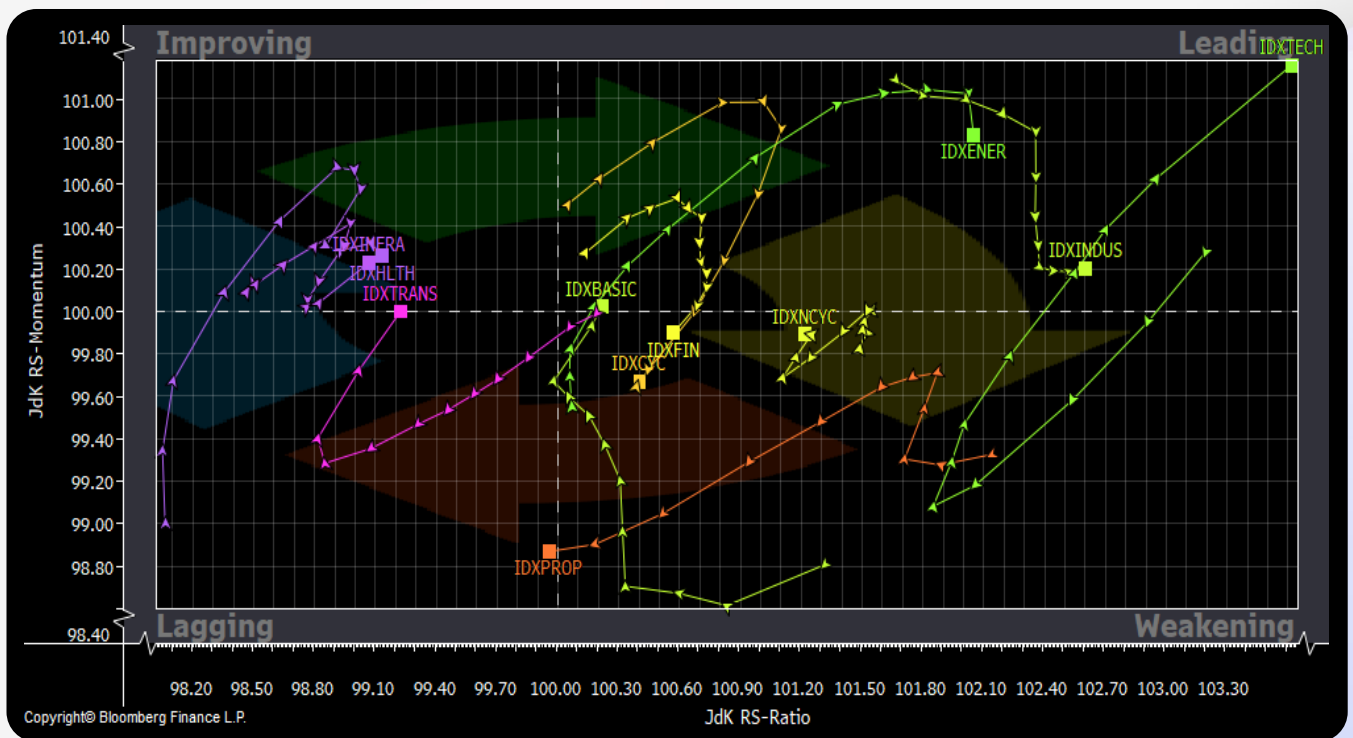 Improving
Leading
IDXTECH
101.40
101.00
100.80
100.60
100.40
100.20
100.00
99.80
99.60
99.40
99.20
99.00
98.80
98.40
JdK RS-Momentum
IDXENER
IDXINDUS
IDXHLTH
IDXTRANS
IDXBASIC
IDXNCYC
IDXFIN
IDXCYC
IDXPROP
Lagging
Weakening
98.20 98.50 98.80 99.10 99.40 99.70 100.00 100.30 100.60 100.90 101.20 101.50 101.80 102.10 102.40 102.70 103.00 103.30
Copyright© Bloomberg Finance L.P.
JdK RS-Ratio